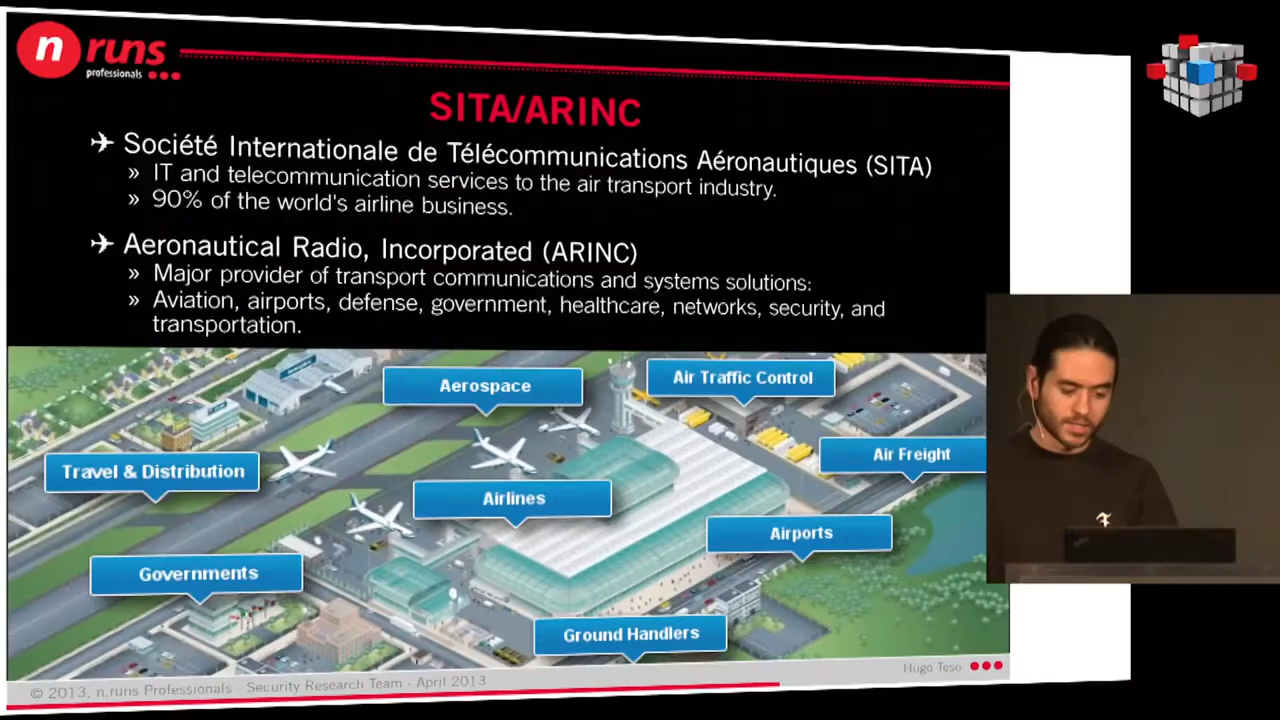 n runs
professionals
SITA/ARINC
Société Internationale de Télécommunications Aéronautiques (SITA)
» IT and telecommunication services to the air transport industry.
» 90% of the world's airline business.
Aeronautical Radio, Incorporated (ARINC)
» Major provider of transport communications and systems solutions:
» Aviation, airports, defense, government, healthcare, networks, security, and
transportation.
Aerospace
Air Traffic Control
Air Freight
Travel & Distribution
Airlines
Airports
Governments
Ground Handlers
© 2013, n.runs Professionals Security Research Team - April 2013
Hugo Teso